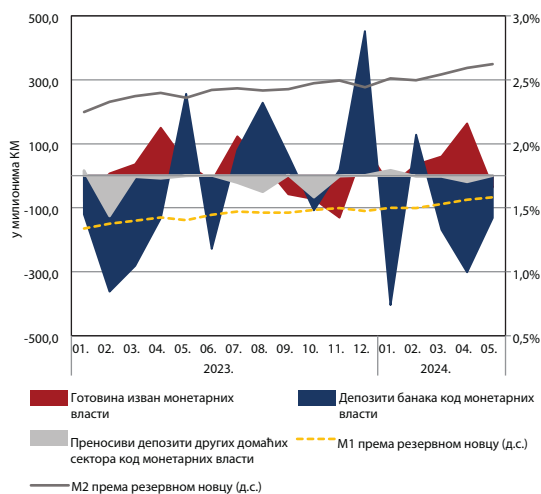 у милионима КМ
500,0
300,0
100,0
-100,0
-300,0
-500,0
3,0%
2,5%
2,0%
1,5%
1,0%
0,5%
01. 02. 03. 04. 05. 06. 07. 08. 09. 10. 11. 12. 01. 02. 03. 04. 05.
2023. 2024.
Готовина изван монетарних
власти
Депозити банака код монетарних
власти
Преносиви депозити других домаћих
сектора код монетарних власти
М1 према резервном новцу (д.с.)
М2 према резервном новцу (д.с.)